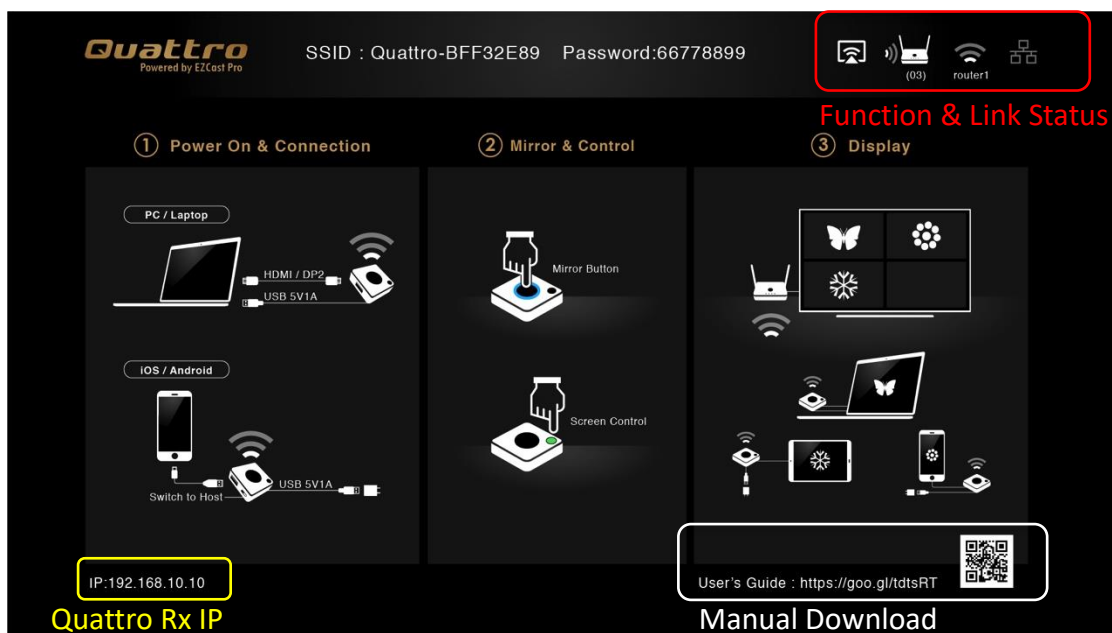 Quattro
Powered by EZCast Pro
SSID : Quattro-BFF32E89 Password:66778899
(03)
router1
Function & Link Status
1 Power On & Connection
2 Mirror & Control
3 Display
PC / Laptop
HDMI / DP2
USB 5V1A
Mirror Button
iOS / Android
Screen Control
USB 5V1A
Switch to Host
IP:192.168.10.10
User's Guide : https://goo.gl/tdtsRT
Quattro Rx IP
Manual Download